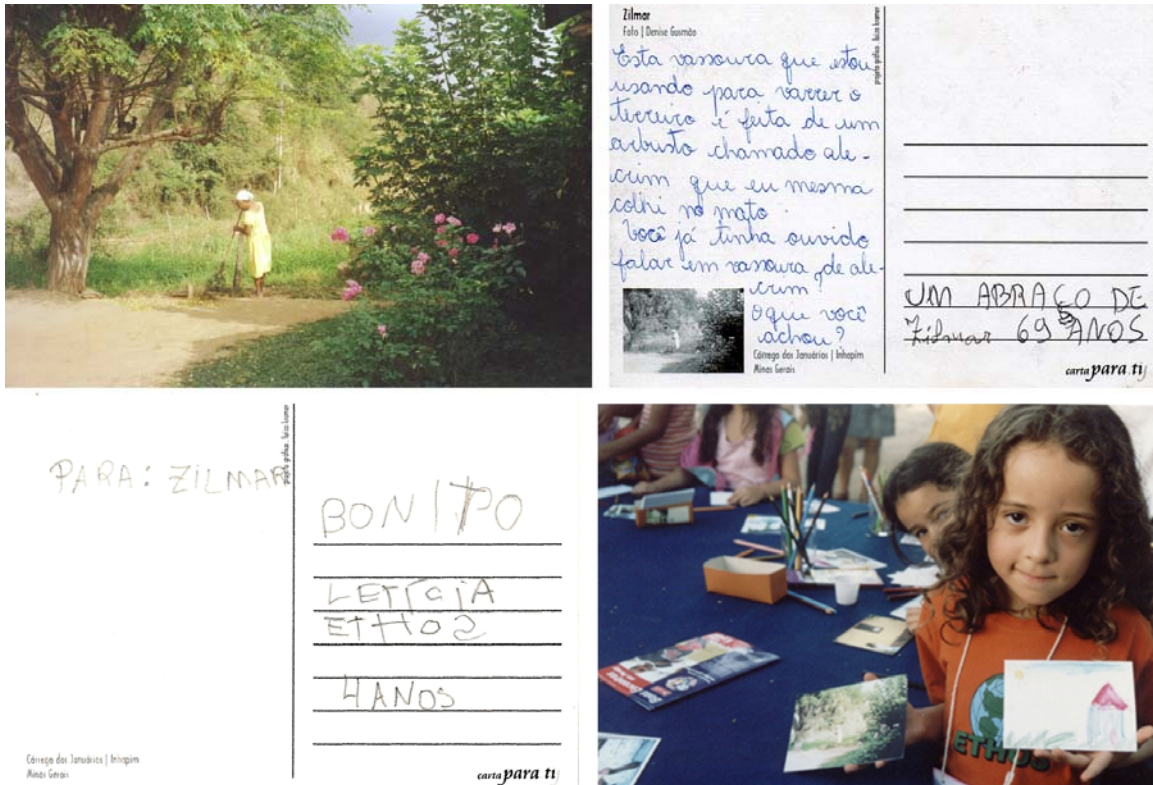 Zilmar
Foto | Denise Gusmão
Esta vassoura que estou
usando para varrer o
terreiro é feita de um
arbusto chamado ale-
crim que eu mesma
colhi no mato.
Você já tinha ouvido
falar em vassoura de ale-
crim?
O que você
achou?
Córrego dos Januários | Inhapim
Minas Gerais
UM ABRAÇO DE
Zilmar 69 ANOS
carta para ti
PARA: ZILMAR
Córrego dos Januários | Inhapim
Minas Gerais
BONITO
LETÍCIA
ETHOS
4 ANOS
carta para ti
ETHOS